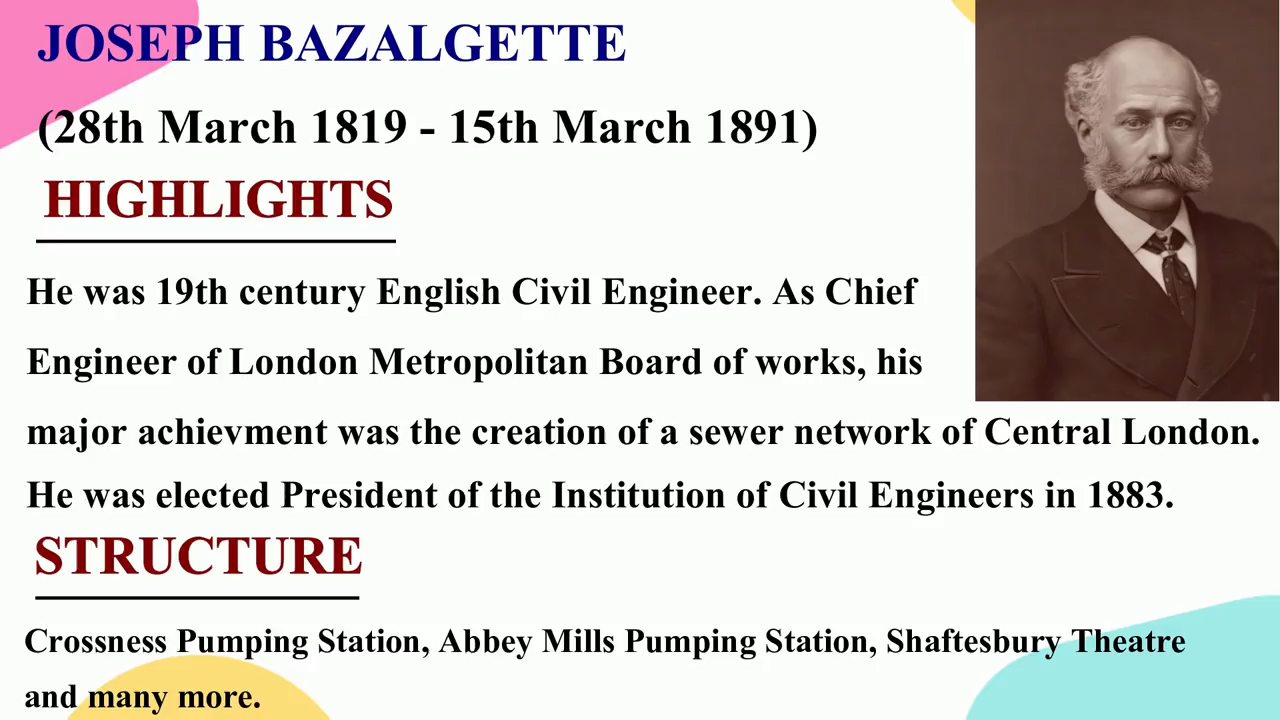 JOSEPH BAZALGETTE
(28th March 1819 - 15th March 1891)
HIGHLIGHTS
He was 19th century English Civil Engineer. As Chief
Engineer of London Metropolitan Board of works, his
major achievment was the creation of a sewer network of Central London.
He was elected President of the Institution of Civil Engineers in 1883.
STRUCTURE
Crossness Pumping Station, Abbey Mills Pumping Station, Shaftesbury Theatre
and many more.